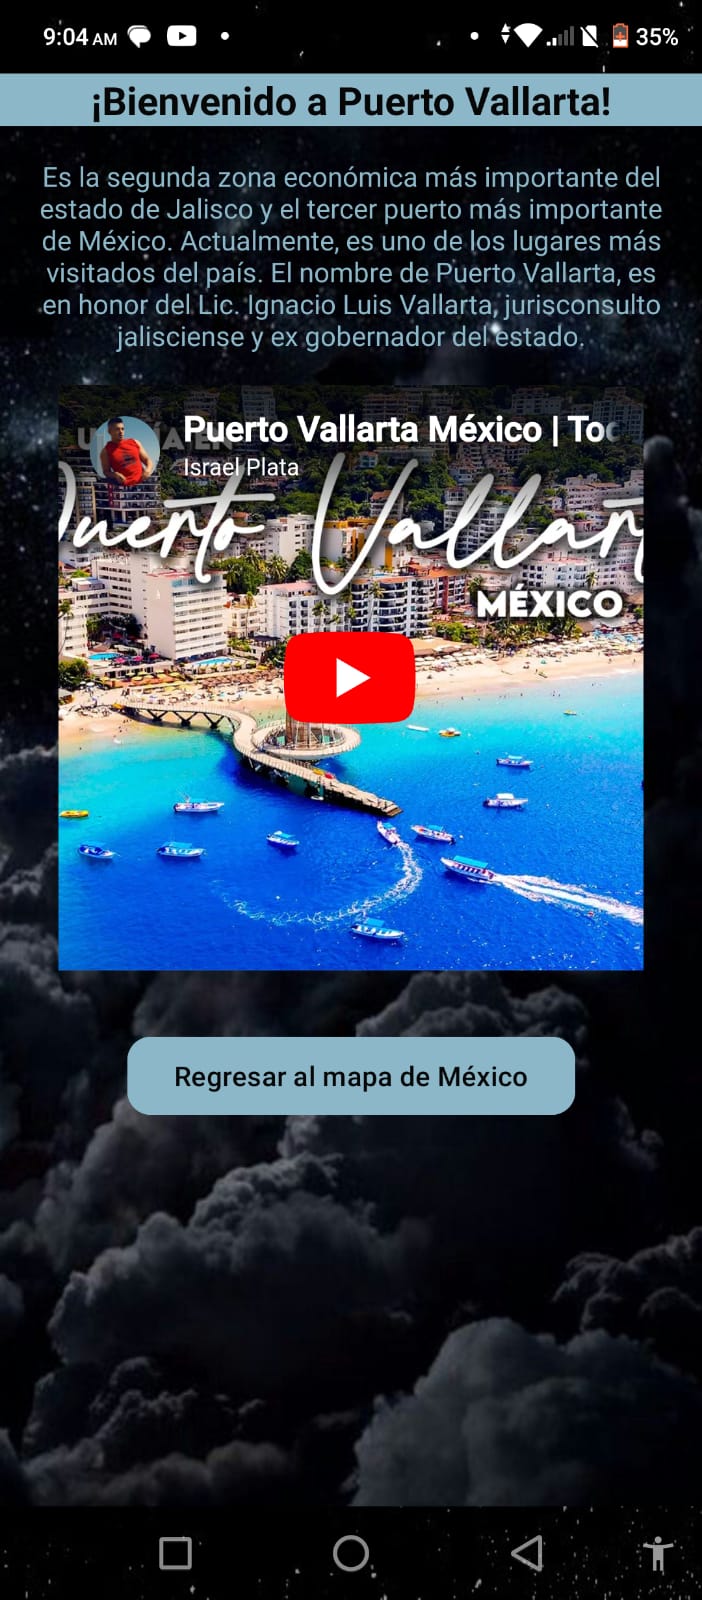 9:04 AM
35%
¡Bienvenido a Puerto Vallarta!
Es la segunda zona económica más importante del
estado de Jalisco y el tercer puerto más importante
de México. Actualmente, es uno de los lugares más
visitados del país. El nombre de Puerto Vallarta, es
en honor del Lic. Ignacio Luis Vallarta, jurisconsulto
jalisciense y ex gobernador del estado.
Puerto Vallarta México | To
Israel Plata
Puerto Vallart
MÉXICO
Regresar al mapa de México